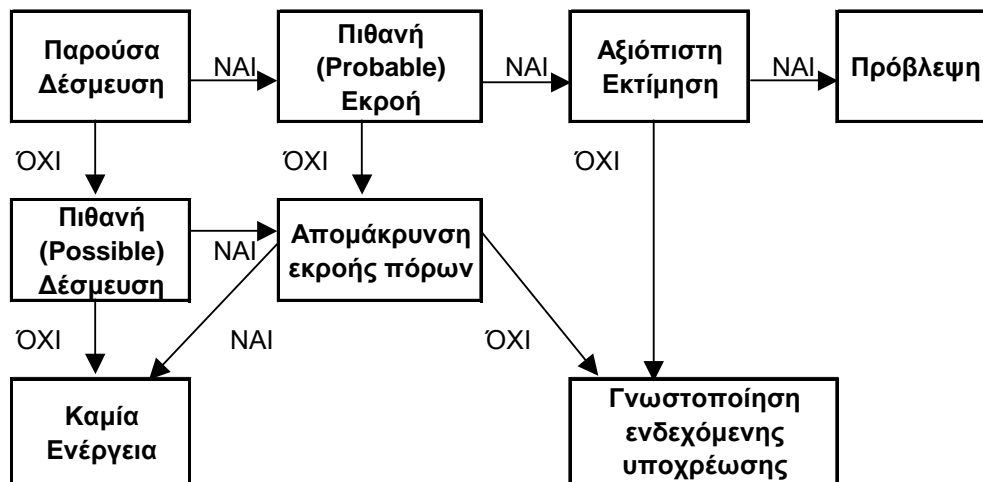 Παρούσα
Δέσμευση
ΝΑΙ
Πιθανή
(Probable)
Εκροή
ΝΑΙ
Αξιόπιστη
Εκτίμηση
ΝΑΙ
Πρόβλεψη
ΌΧΙ
ΌΧΙ
ΌΧΙ
Πιθανή
(Possible)
Δέσμευση
ΝΑΙ
Απομάκρυνση
εκροής πόρων
ΌΧΙ
ΝΑΙ
ΌΧΙ
Καμία
Ενέργεια
Γνωστοποίηση
ενδεχόμενης
υποχρέωσης